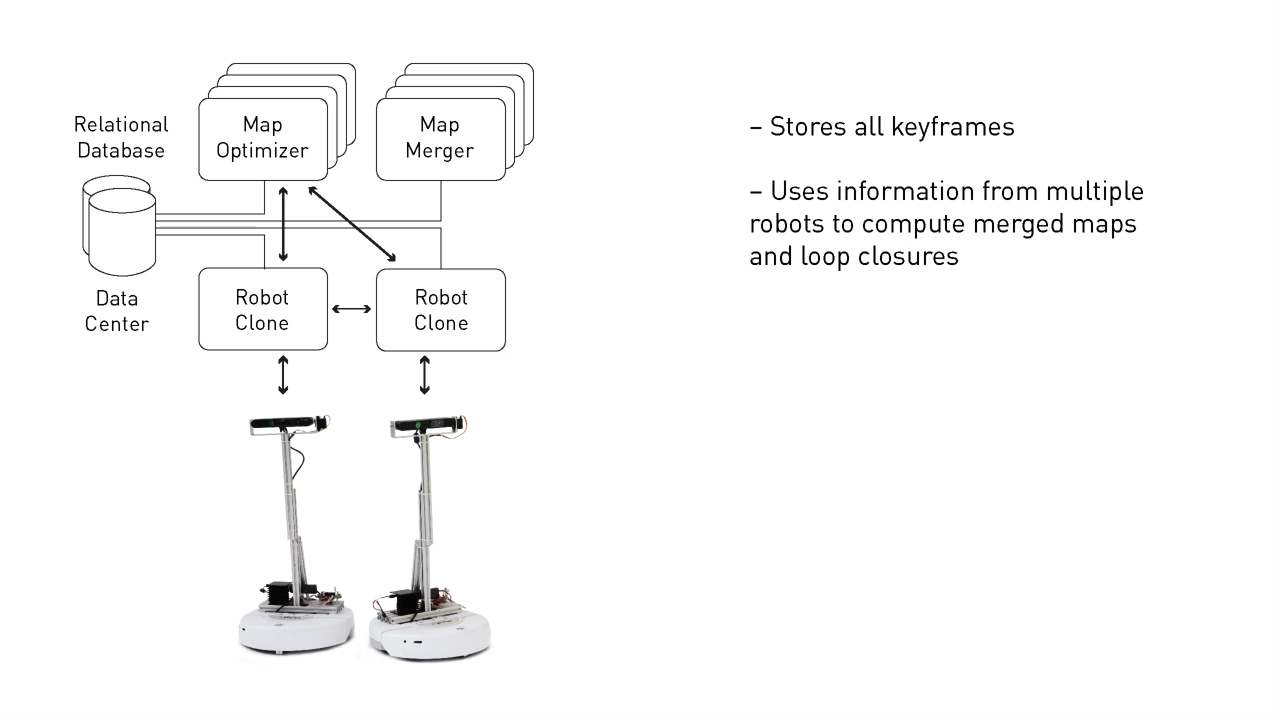 Relational
Database
Map
Optimizer
Map
Merger
Data
Center
Robot
Clone
Robot
Clone
– Stores all keyframes
– Uses information from multiple
robots to compute merged maps
and loop closures